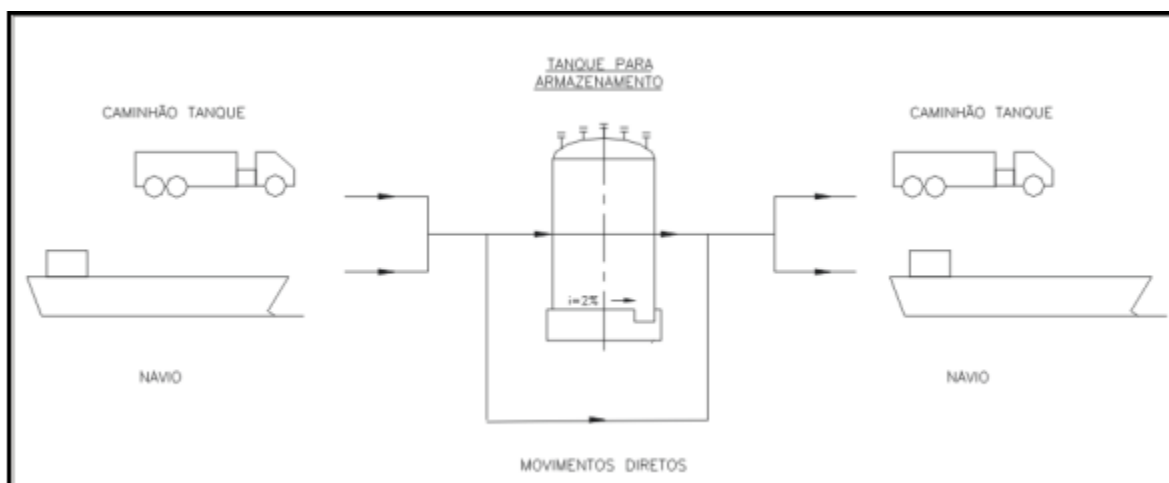 TANQUE PARA
ARMAZENAMENTO
CAMINHÃO TANQUE
CAMINHÃO TANQUE
i=2%
NAVIO
NAVIO
MOVIMENTOS DIRETOS